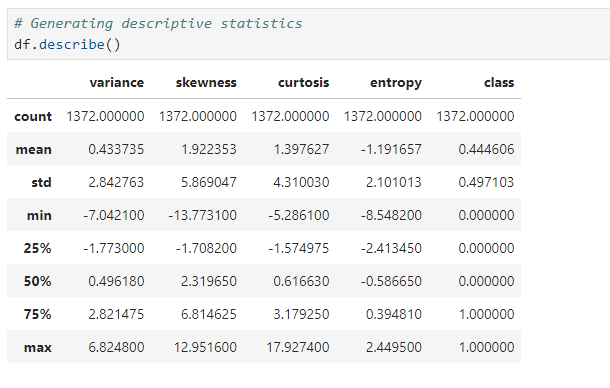 # Generating descriptive statistics
df.describe()
variance skewness curtosis entropy class
count 1372.000000 1372.000000 1372.000000 1372.000000 1372.000000
mean 0.433735 1.922353 1.397627 -1.191657 0.444606
std 2.842763 5.869047 4.310030 2.101013 0.497103
min -7.042100 -13.773100 -5.286100 -8.548200 0.000000
25% -1.773000 -1.708200 -1.574975 -2.413450 0.000000
50% 0.496180 2.319650 0.616630 -0.586650 0.000000
75% 2.821475 6.814625 3.179250 0.394810 1.000000
max 6.824800 12.951600 17.927400 2.449500 1.000000